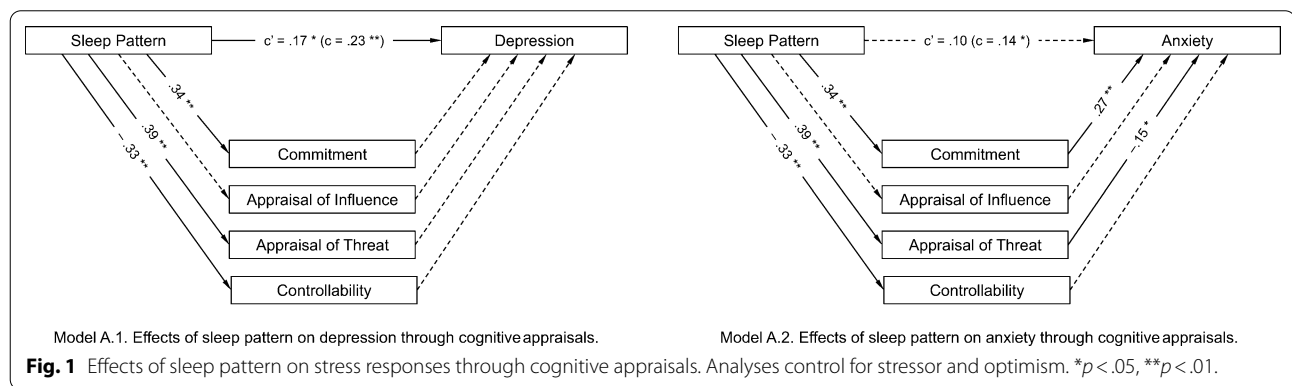 Sleep Pattern
c' = .17 * (c = .23 **)
Depression
.34 **
.39 **
.33 **
Commitment
Appraisal of Influence
Appraisal of Threat
Controllability
Model A.1. Effects of sleep pattern on depression through cognitive appraisals.
Sleep Pattern
c' = .10 (c = .14 *)
Anxiety
.34 **
.39 **
.33 **
.27 **
–.15 *
Commitment
Appraisal of Influence
Appraisal of Threat
Controllability
Model A.2. Effects of sleep pattern on anxiety through cognitive appraisals.
Fig. 1 Effects of sleep pattern on stress responses through cognitive appraisals. Analyses control for stressor and optimism. *p < .05, **p < .01.